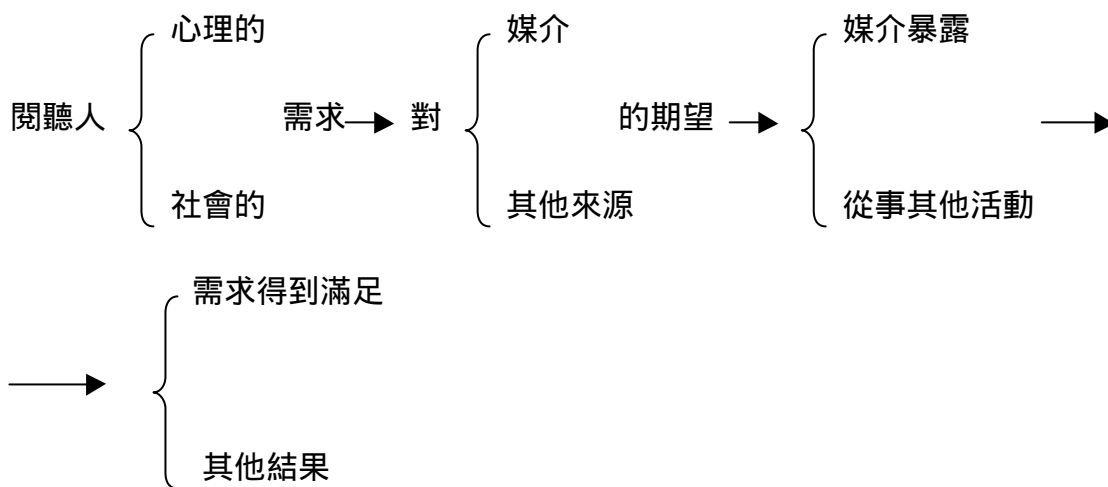 心理的 媒介 媒介暴露
閱聽人 需求 對 的期望
社會的 其他來源 從事其他活動
需求得到滿足
其他結果